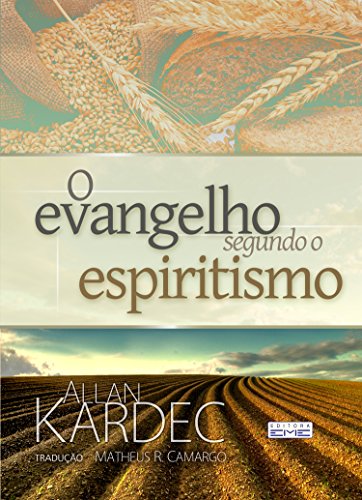 O
evangelho
segundo o
espiritismo
ALLAN
KARDEC
TRADUÇÃO MATHEUS R. CAMARGO
EDITORA
EME